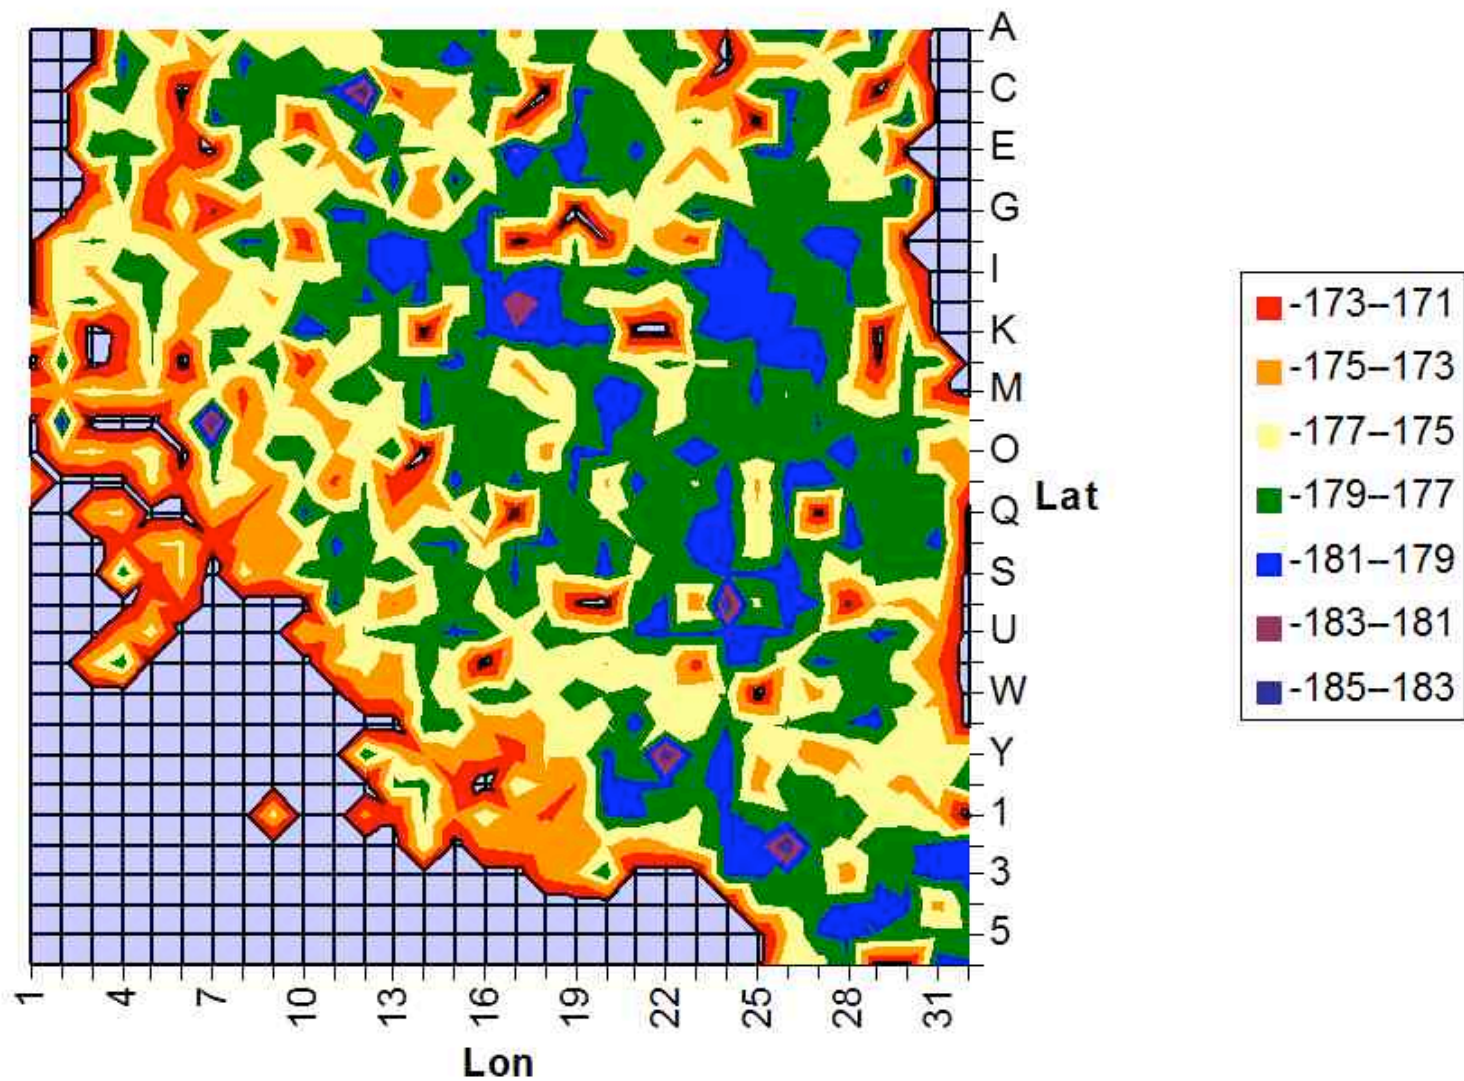 A
C
E
G
I
K
M
O
Q
S
U
W
Y
1
3
5
Lat
-173–-171
-175–-173
-177–-175
-179–-177
-181–-179
-183–-181
-185–-183
1 4 7 10 13 16 19 22 25 28 31
Lon